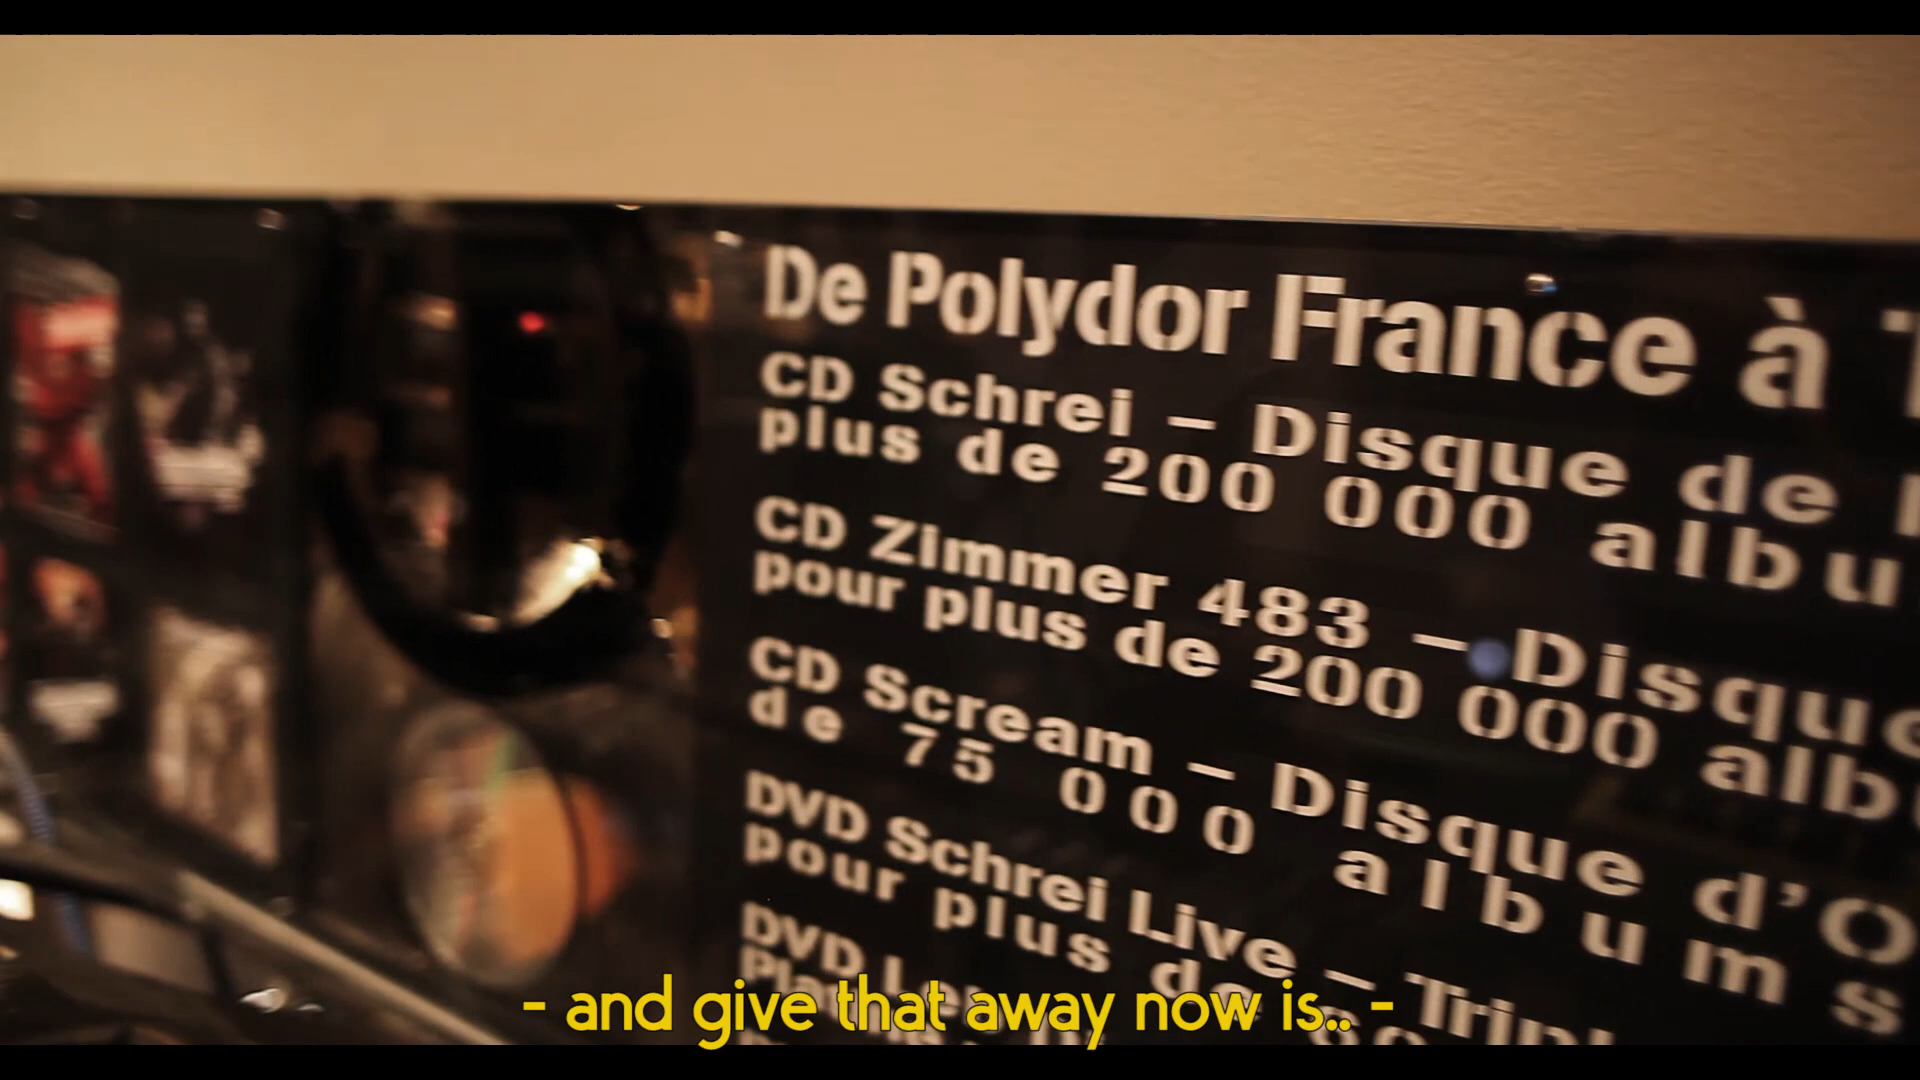 De Polydor France à
CD Schrei – Disque de
plus de 200 000 albu
CD Zimmer 483 – Disque
pour plus de 200 000 alb
CD Scream – Disque d'O
de 75 000 albums
DVD Schrei Live – Tripl
pour plus de
DVD
- and give that away now is.. -